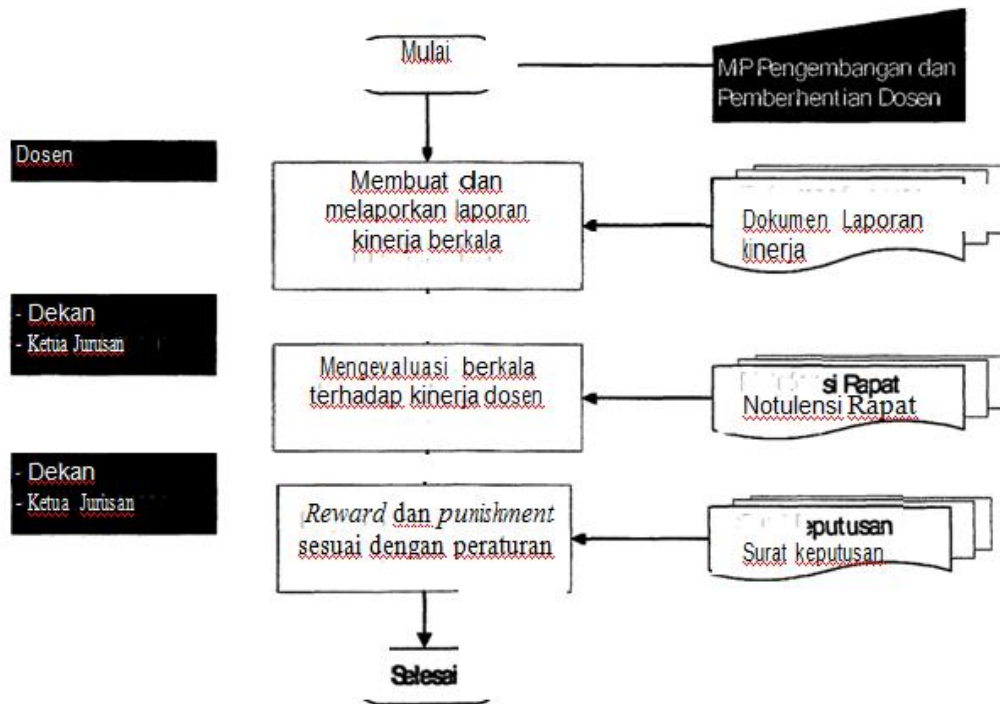 Mulai
MP Pengembangan dan
Pemberhentian Dosen
Dosen
Membuat dan
melaporkan laporan
kinerja berkala
Dokumen Laporan
kinerja
- Dekan
- Ketua Jurusan
Mengevaluasi berkala
terhadap kinerja dosen
si Rapat
Notulensi Rapat
- Dekan
- Ketua Jurusan
Reward dan punishment
sesuai dengan peraturan
eputusan
Surat keputusan
Selesai